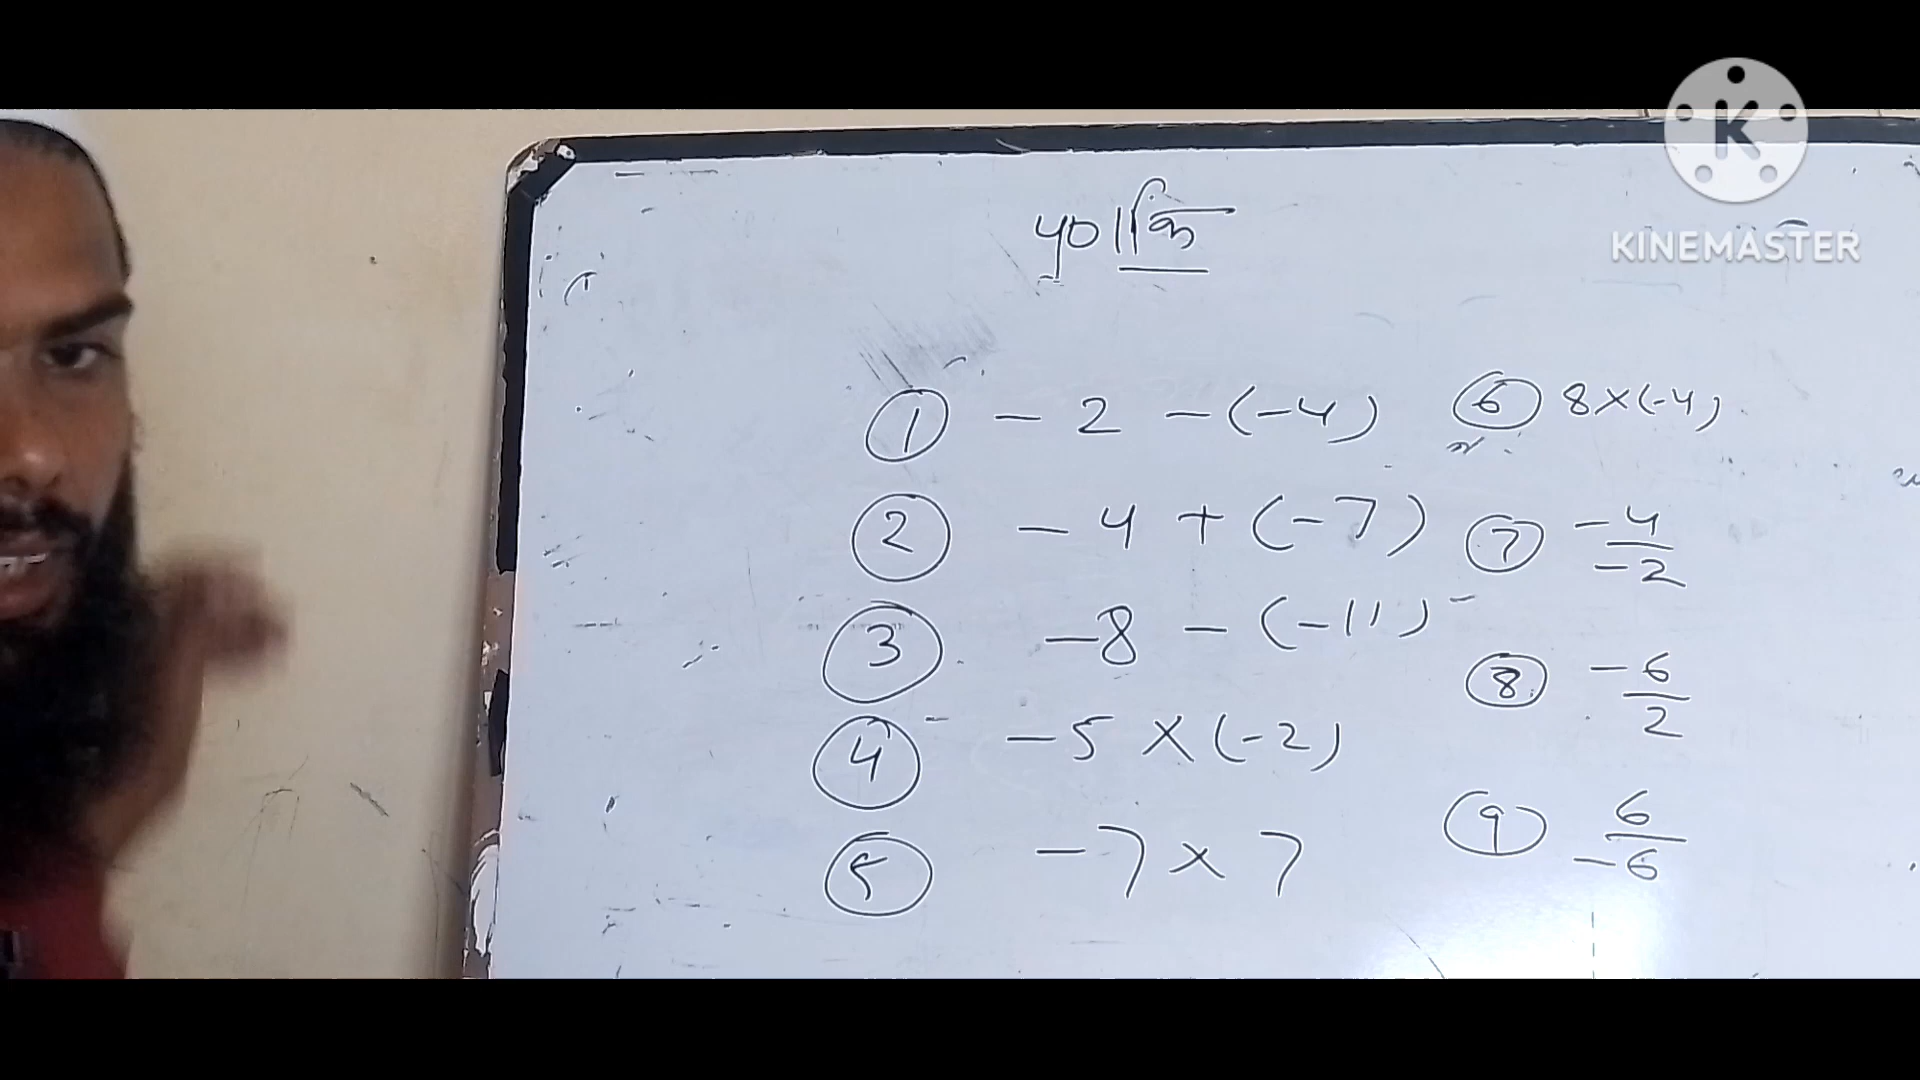 पूर्णांक
① - 2 - (-4)
② - 4 + (-7)
③ -8 - (-11)
④ -5 × (-2)
⑤ -7 × 7
⑥ 8×(-4)
⑦ -4/-2
⑧ -6/2
⑨ 6/-6
KINEMASTER